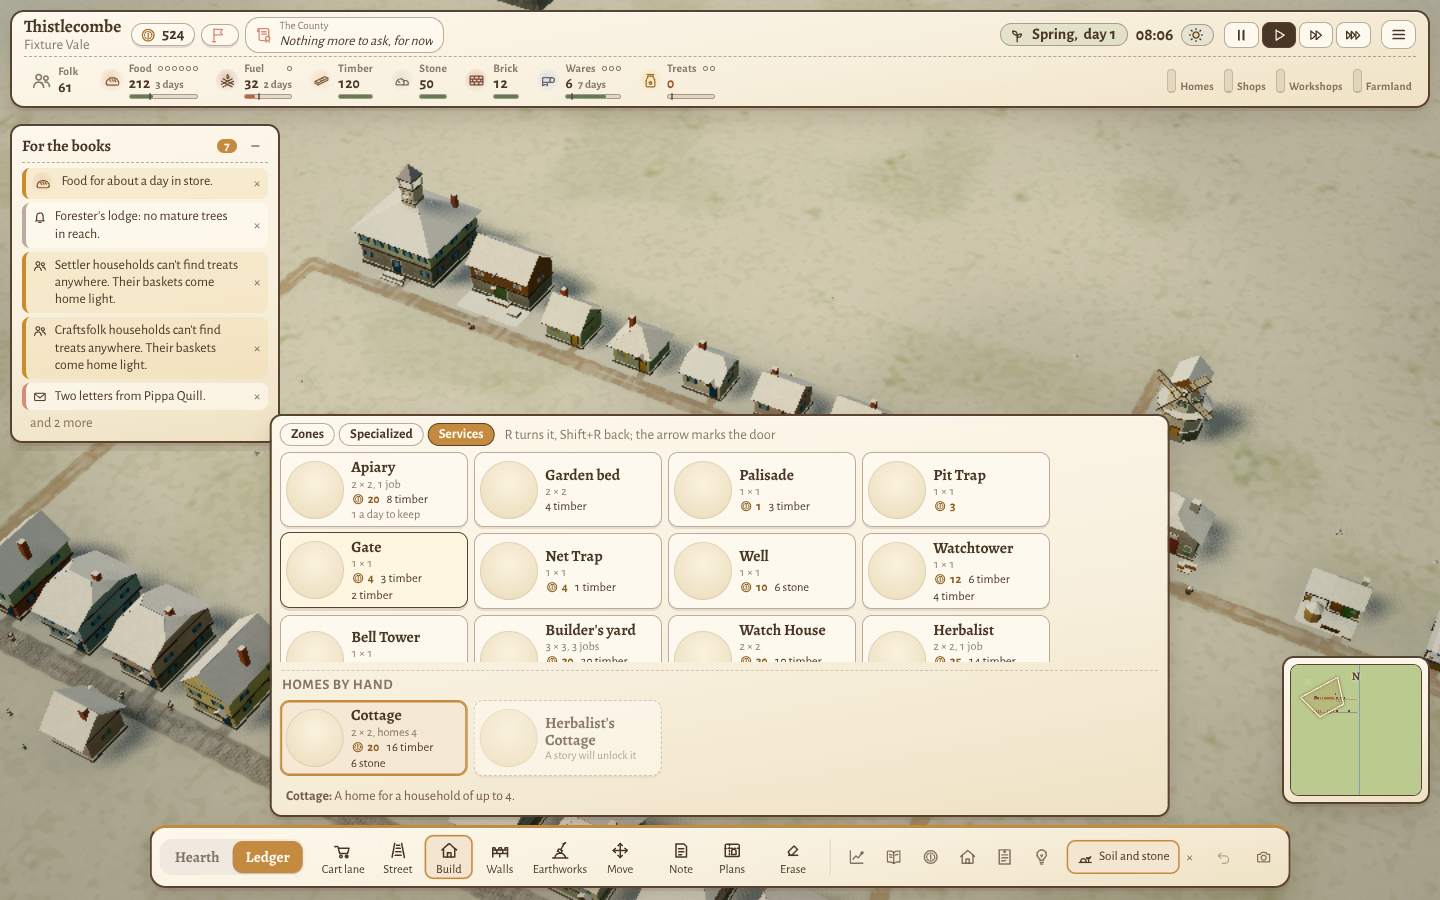 Thistlecombe
Fixture Vale
524
The County
Nothing more to ask, for now
Spring, day 1
08:06
Folk
61
Food
212 3 days
Fuel
32 2 days
Timber
120
Stone
50
Brick
12
Wares
6 7 days
Treats
0
Homes
Shops
Workshops
Farmland
For the books
7
Food for about a day in store.
×
Forester's lodge: no mature trees
in reach.
×
Settler households can't find treats
anywhere. Their baskets come
home light.
×
Craftsfolk households can't find
treats anywhere. Their baskets
come home light.
×
Two letters from Pippa Quill.
×
and 2 more
Zones
Specialized
Services
R turns it, Shift+R back; the arrow marks the door
Apiary
2 × 2, 1 job
20 8 timber
1 a day to keep
Garden bed
2 × 2
4 timber
Palisade
1 × 1
1 3 timber
Pit Trap
1 × 1
3
Gate
1 × 1
4 3 timber
2 timber
Net Trap
1 × 1
4 1 timber
Well
1 × 1
10 6 stone
Watchtower
1 × 1
12 6 timber
4 timber
Bell Tower
1 × 1
Builder's yard
3 × 3, 3 jobs
Watch House
2 × 2
Herbalist
2 × 2, 1 job
HOMES BY HAND
Cottage
2 × 2, homes 4
20 16 timber
6 stone
Herbalist's
Cottage
A story will unlock it
Cottage: A home for a household of up to 4.
N
Hearth
Ledger
Cart lane
Street
Build
Walls
Earthworks
Move
Note
Plans
Erase
Soil and stone
×